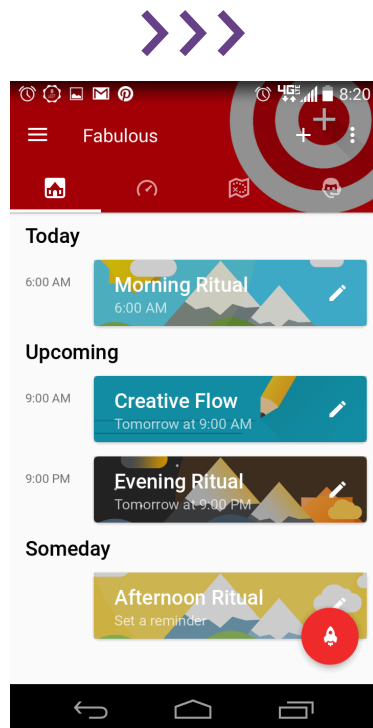 4G LTE 8:20
Fabulous
Today
6:00 AM
Morning Ritual
6:00 AM
Upcoming
9:00 AM
Creative Flow
Tomorrow at 9:00 AM
9:00 PM
Evening Ritual
Tomorrow at 9:00 PM
Someday
Afternoon Ritual
Set a reminder